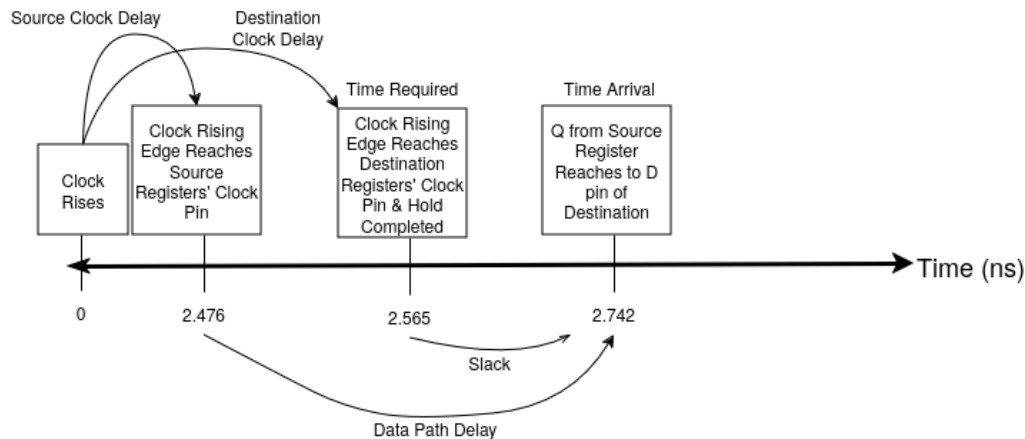 Source Clock Delay
Destination
Clock Delay
Time Required
Time Arrival
Clock
Rises
Clock Rising
Edge Reaches
Source
Registers' Clock
Pin
Clock Rising
Edge Reaches
Destination
Registers' Clock
Pin & Hold
Completed
Q from Source
Register
Reaches to D
pin of
Destination
Time (ns)
0
2.476
2.565
2.742
Slack
Data Path Delay